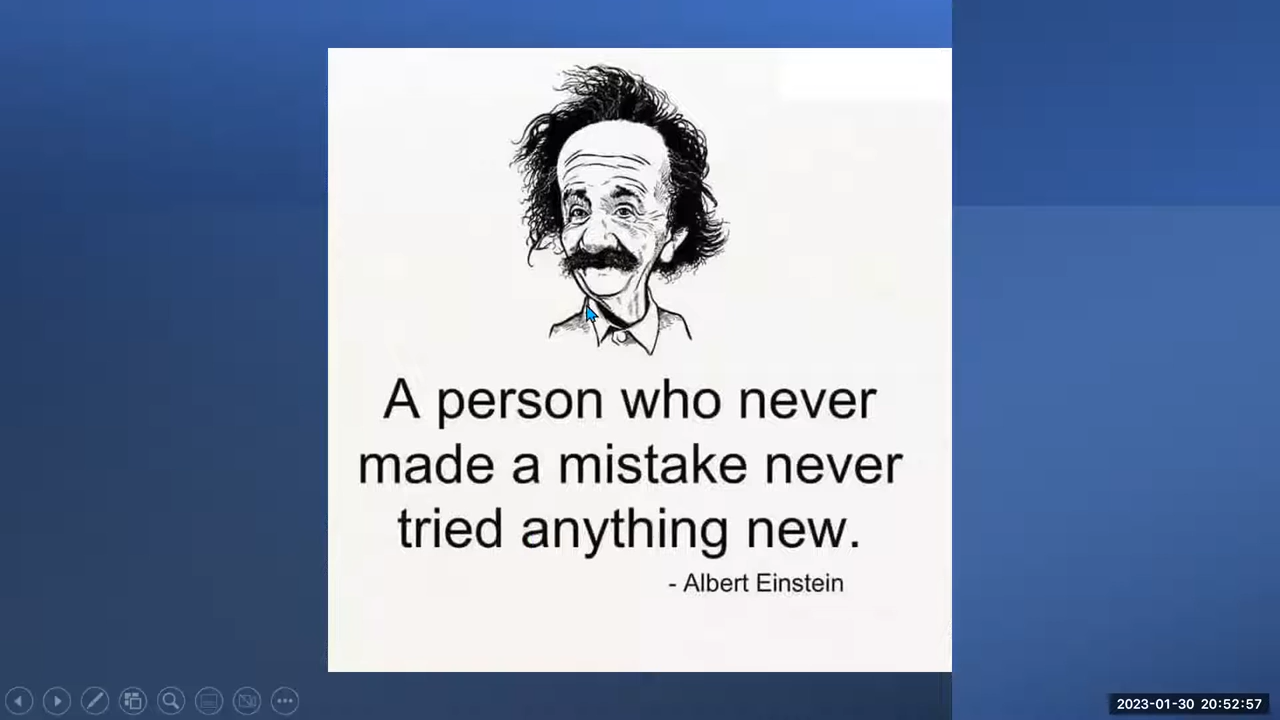 A person who never
made a mistake never
tried anything new.
- Albert Einstein
2023-01-30 20:52:57